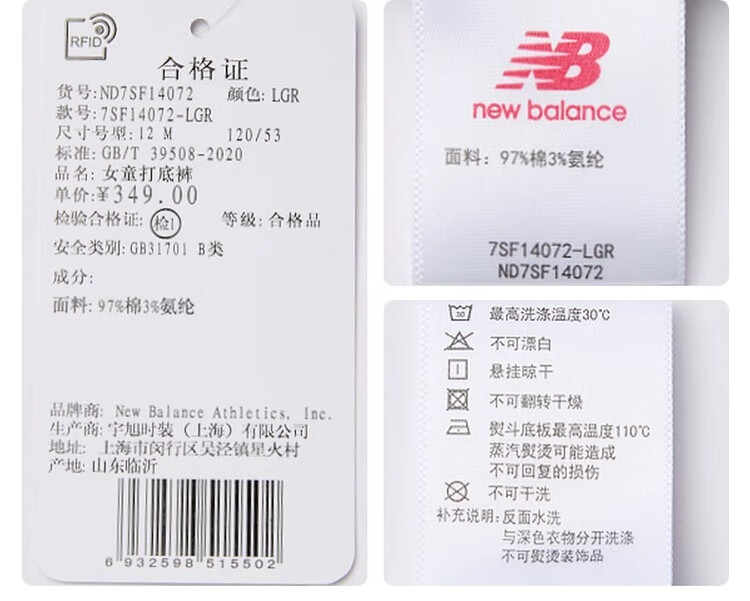 RFID
合格证
货号:ND7SF14072 颜色: LGR
款号:7SF14072-LGR
尺寸号型:12 M 120/53
标准:GB/T 39508-2020
品名: 女童打底裤
单价:¥349.00
检验合格证: 检1 等级: 合格品
安全类别:GB31701 B类
成分:
面料: 97%棉3%氨纶
品牌商: New Balance Athletics, Inc.
生产商:宇旭时装（上海）有限公司
地址: 上海市闵行区吴泾镇星火村
产地: 山东临沂
6 932598 515502
NB
new balance
面料: 97%棉3%氨纶
7SF14072-LGR
ND7SF14072
30 最高洗涤温度30℃
不可漂白
悬挂晾干
不可翻转干燥
熨斗底板最高温度110℃
蒸汽熨烫可能造成
不可回复的损伤
不可干洗
补充说明:反面水洗
与深色衣物分开洗涤
不可熨烫装饰品